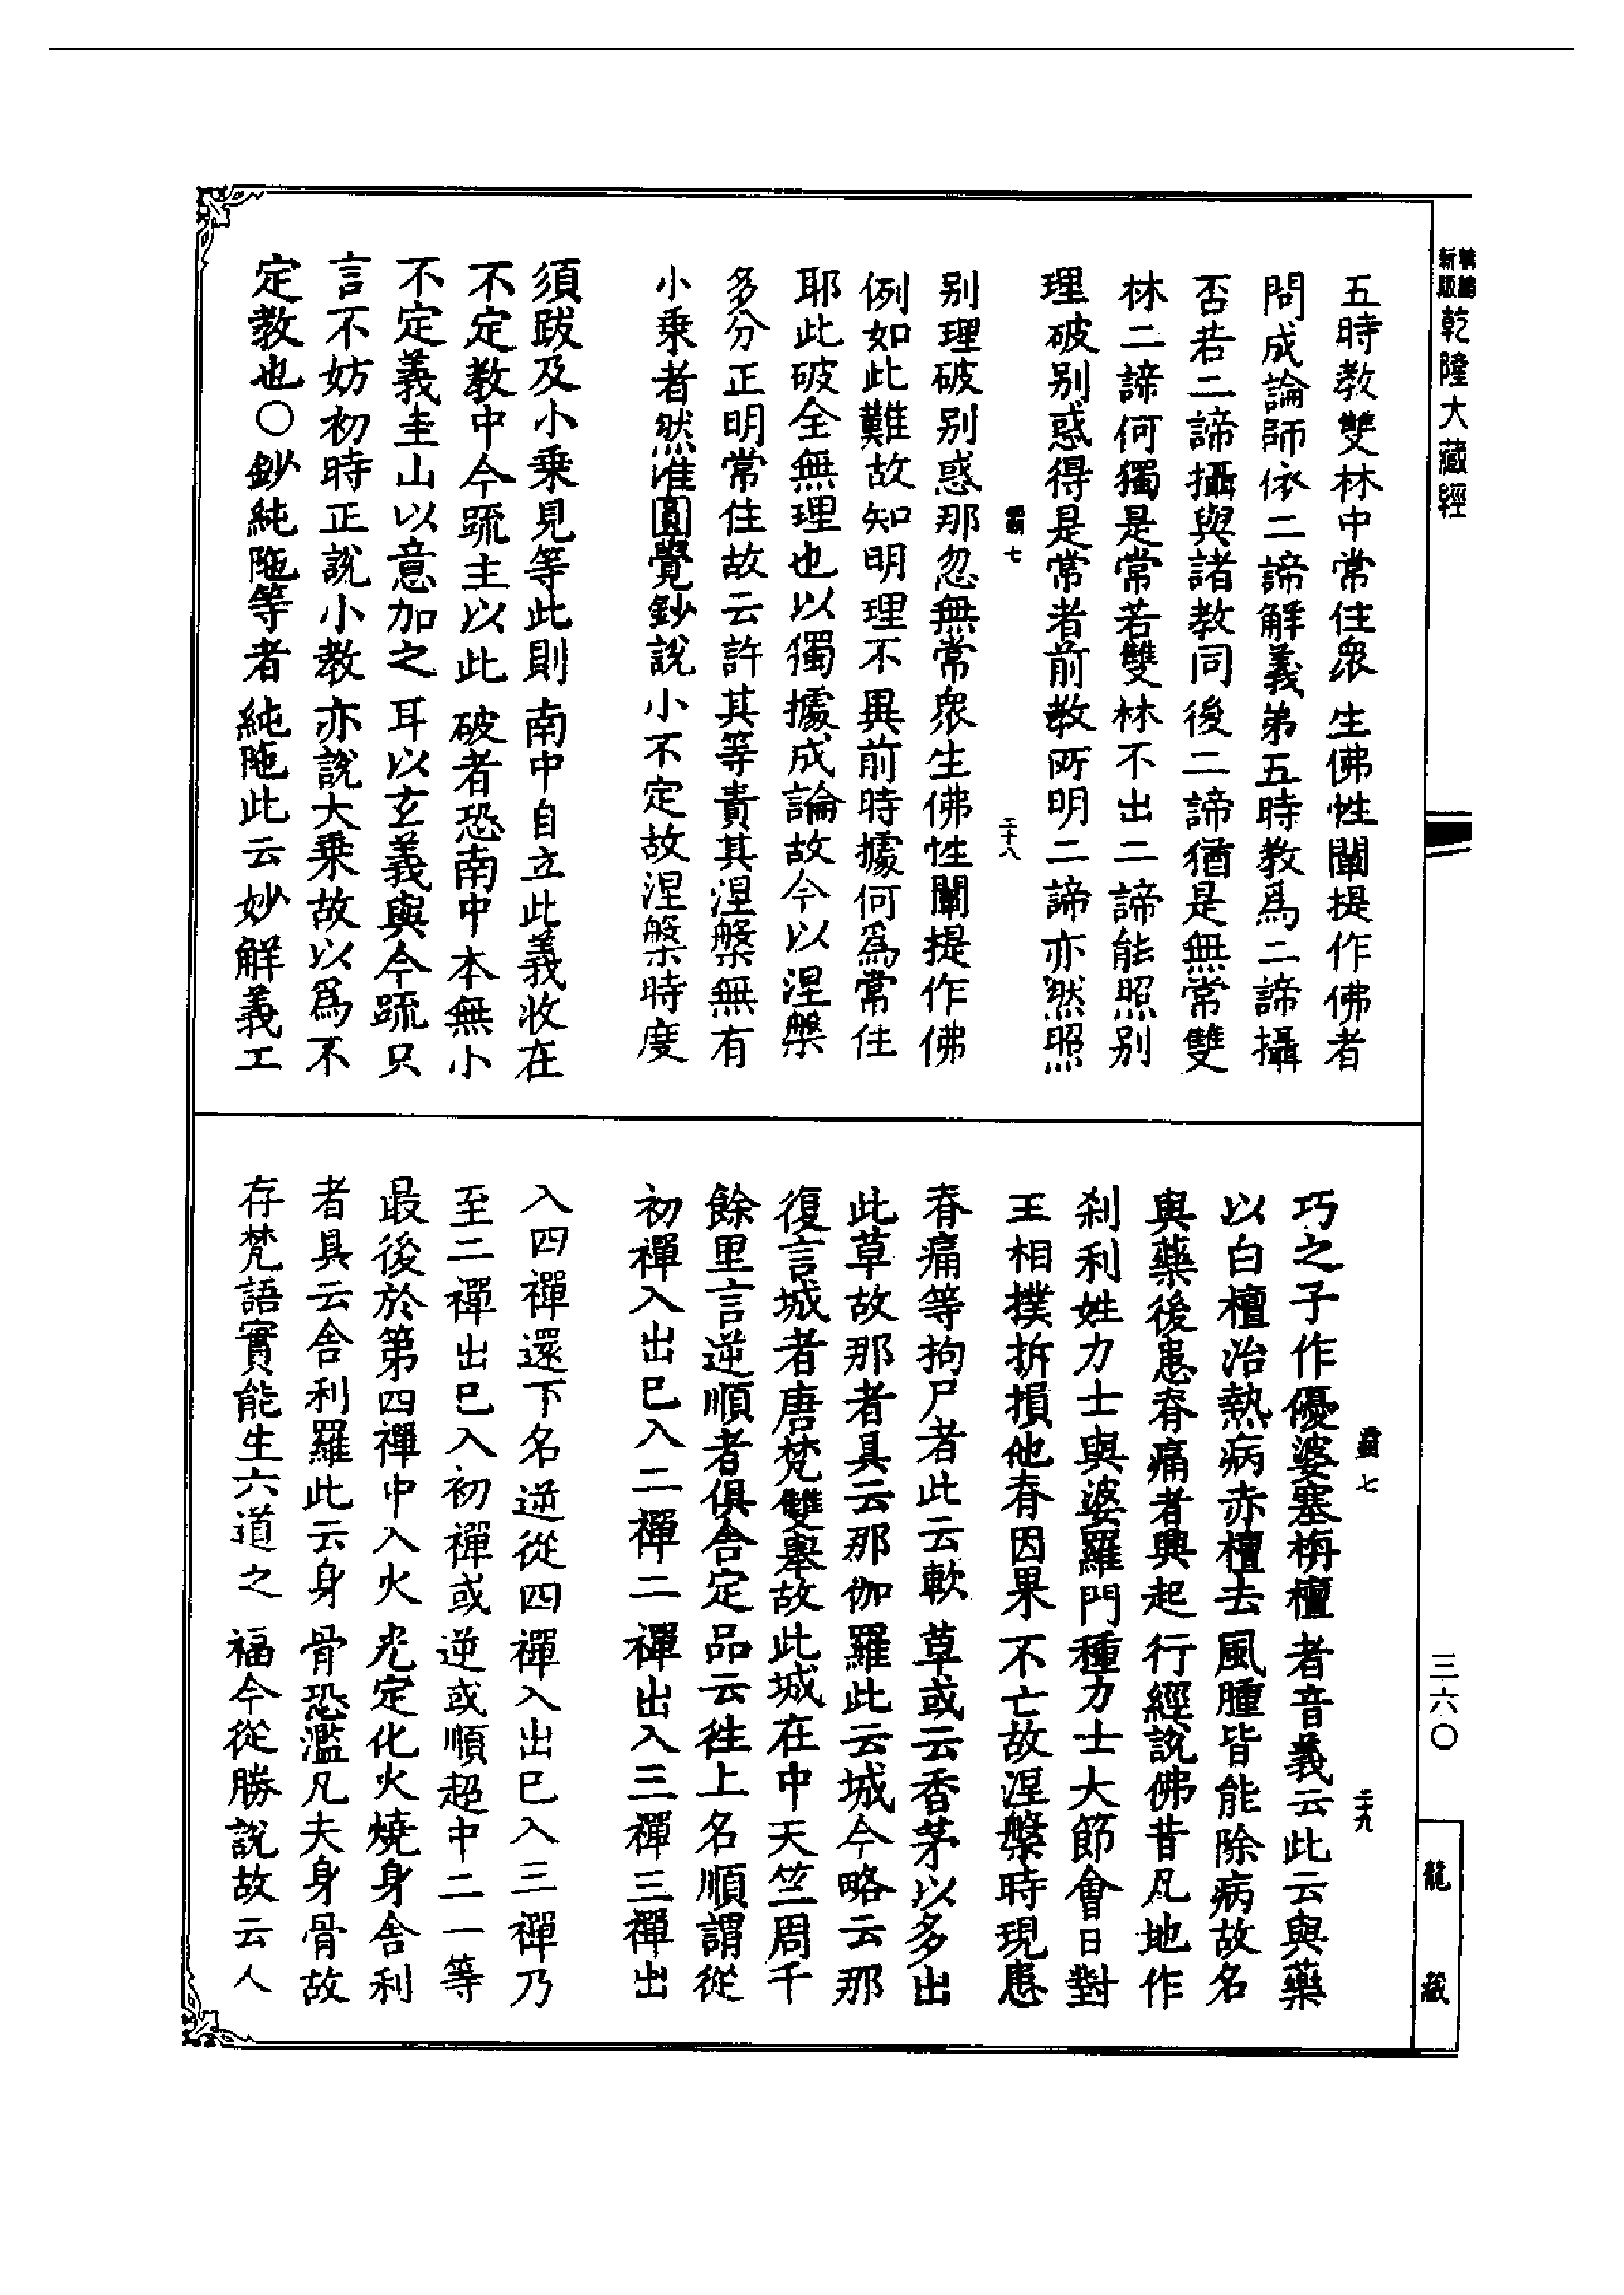 乾隆大藏經
五時教雙林中常住衆生佛性闡提作佛者
問成論師依二諦解義第五時教爲二諦攝
否若二諦攝與諸教同後二諦猶是無常雙
林二諦何獨是常若雙林不出二諦能照别
理破别惑得是常者前教所明二諦亦然照
七 二十八
别理破别惑那忽無常衆生佛性闡提作佛
例如此難故知明理不異前時據何爲常住
耶此破全無理也以獨據成論故今以涅槃
多分正明常住故云許其等責其涅槃無有
小乗者然准圓覺鈔說小不定故涅槃時度
須跋及小乗見等此則南中自立此義收在
不定教中今䟽主以此破者恐南中本無小
不定義圭山以意加之耳以玄義與今䟽只
言不妨初時正說小教亦說大乗故以爲不
定教也〇鈔純陁等者純陁此云妙解義工
七 二十九
巧之子作優婆塞栴檀者音義云此云與藥
以白檀治熱病赤檀去風腫皆能除病故名
與藥後患脊痛者興起行經說佛昔凡地作
刹利姓力士與婆羅門種力士大節會日對
王相撲拆損他脊因果不亡故涅槃時現患
脊痛等拘尸者此云軟草或云香茅以多出
此草故那者具云那伽羅此云城今略云那
復言城者唐梵雙舉故此城在中天竺周千
餘里言逆順者俱舍定品云徃上名順謂從
初禪入出已入二禪二禪出入三禪三禪出
入四禪還下名逆從四禪入出已入三禪乃
至二禪出已入初禪或逆或順超中二一等
最後於第四禪中入火光定化火燒身舍利
者具云舍利羅此云身骨恐濫凡夫身骨故
存梵語實能生六道之福今從勝說故云人
三六〇
龍藏